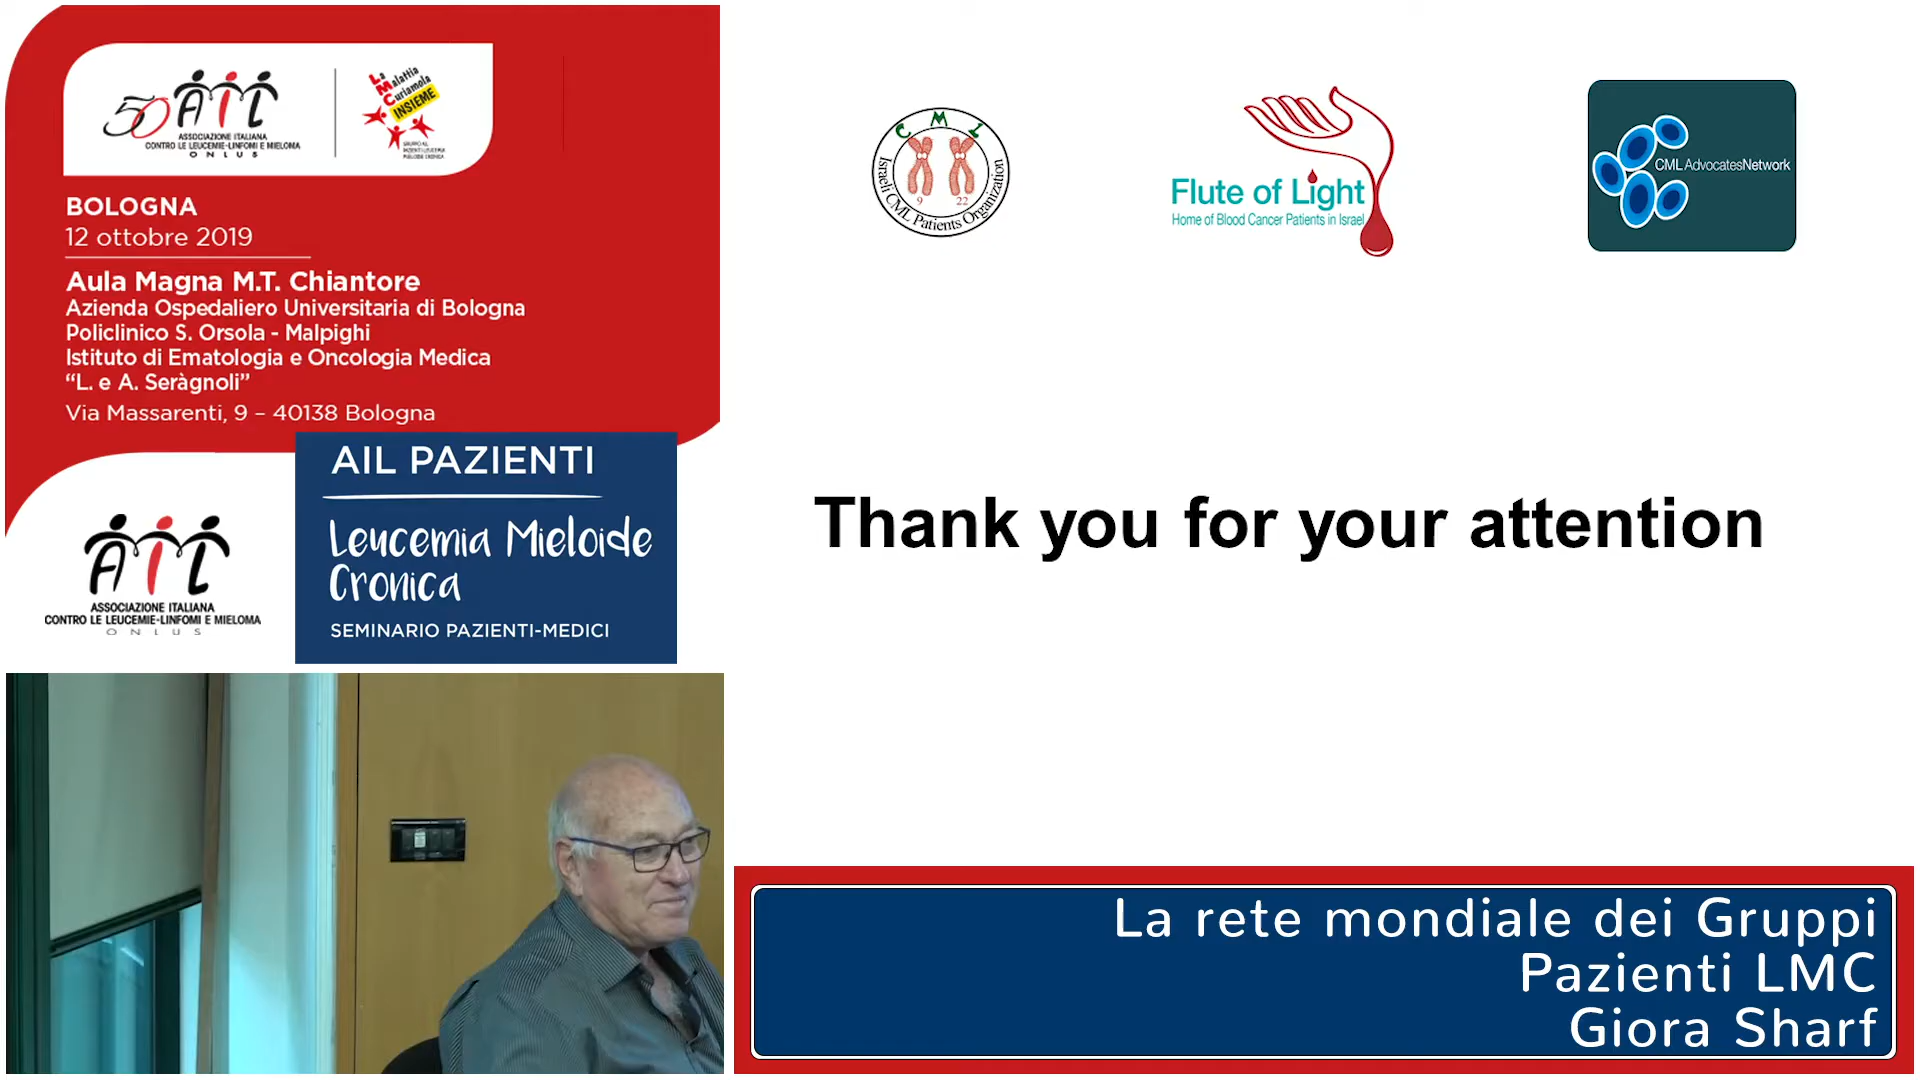 50 AIL
ASSOCIAZIONE ITALIANA
CONTRO LE LEUCEMIE-LINFOMI E MIELOMA
ONLUS
La
Malattia
Curiamola
INSIEME
BOLOGNA
12 ottobre 2019
Aula Magna M.T. Chiantore
Azienda Ospedaliero Universitaria di Bologna
Policlinico S. Orsola - Malpighi
Istituto di Ematologia e Oncologia Medica
“L. e A. Seràgnoli”
Via Massarenti, 9 – 40138 Bologna
AIL
ASSOCIAZIONE ITALIANA
CONTRO LE LEUCEMIE-LINFOMI E MIELOMA
ONLUS
AIL PAZIENTI
Leucemia Mieloide
Cronica
SEMINARIO PAZIENTI-MEDICI
CML
9 22
Israeli CML Patients Organization
Flute of Light
Home of Blood Cancer Patients in Israel
CML AdvocatesNetwork
Thank you for your attention
La rete mondiale dei Gruppi
Pazienti LMC
Giora Sharf